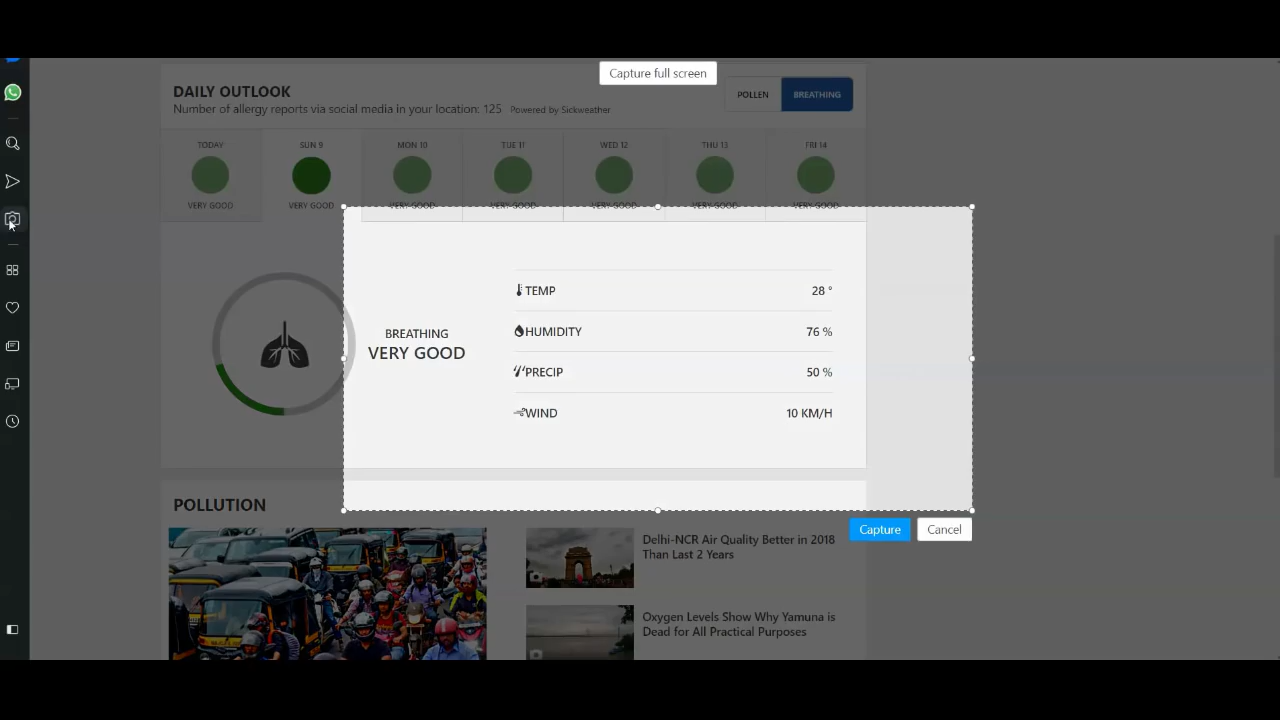 Capture full screen
DAILY OUTLOOK
Number of allergy reports via social media in your location: 125 Powered by Sickweather
POLLEN
BREATHING
TODAY
SUN 9
MON 10
TUE 11
WED 12
THU 13
FRI 14
VERY GOOD
VERY GOOD
VERY GOOD
VERY GOOD
VERY GOOD
VERY GOOD
VERY GOOD
BREATHING
VERY GOOD
TEMP 28 °
HUMIDITY 76 %
PRECIP 50 %
WIND 10 KM/H
POLLUTION
Capture
Cancel
Delhi-NCR Air Quality Better in 2018
Than Last 2 Years
Oxygen Levels Show Why Yamuna is
Dead for All Practical Purposes